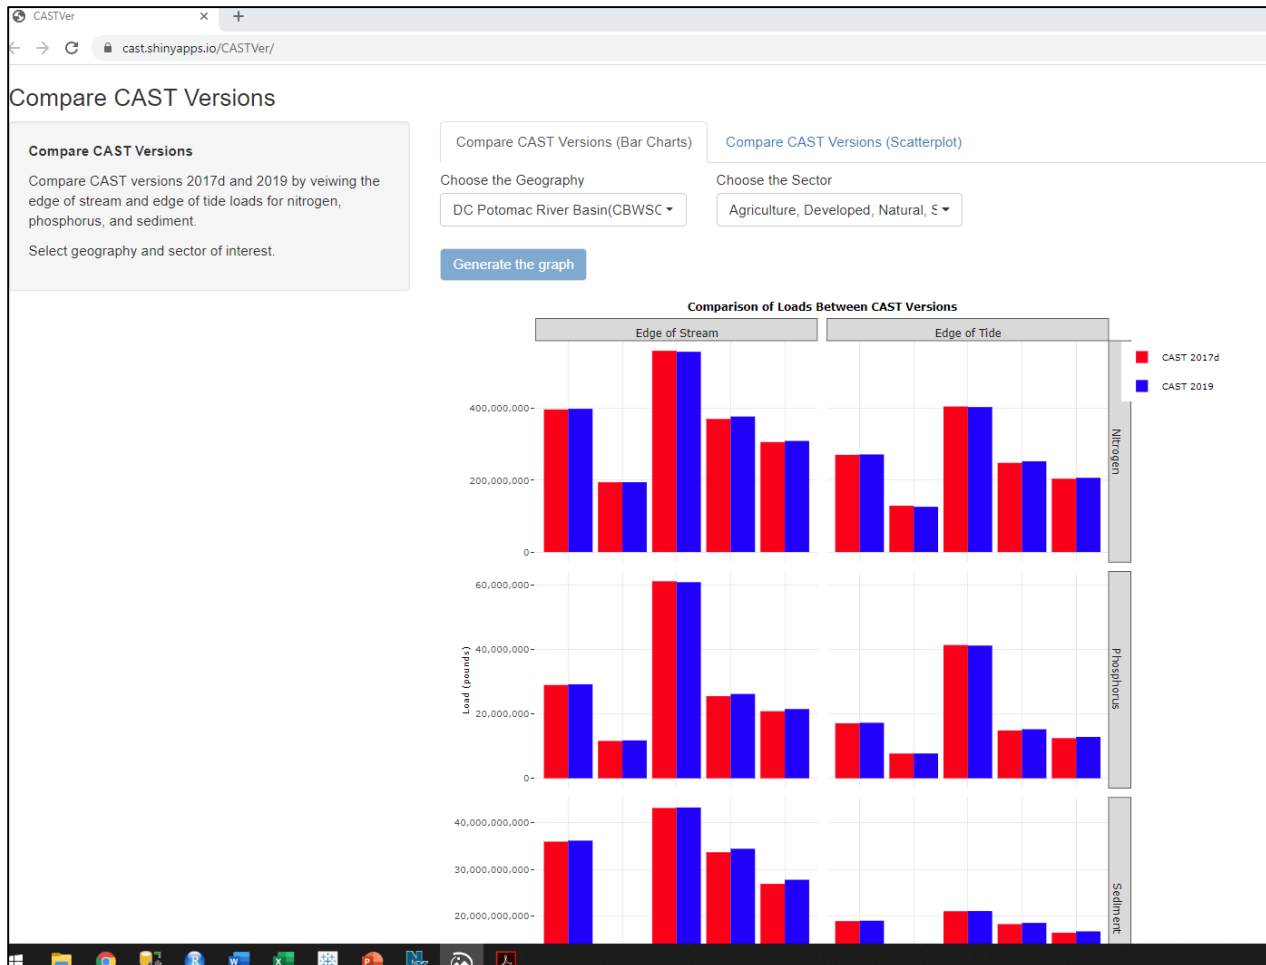 CASTVer
cast.shinyapps.io/CASTVer/
Compare CAST Versions
Compare CAST Versions
Compare CAST versions 2017d and 2019 by veiwing the
edge of stream and edge of tide loads for nitrogen,
phosphorus, and sediment.
Select geography and sector of interest.
Compare CAST Versions (Bar Charts)
Compare CAST Versions (Scatterplot)
Choose the Geography
Choose the Sector
DC Potomac River Basin(CBWSC
Agriculture, Developed, Natural, S
Generate the graph
Comparison of Loads Between CAST Versions
Edge of Stream
Edge of Tide
CAST 2017d
CAST 2019
400,000,000
200,000,000
0
Nitrogen
60,000,000
40,000,000
20,000,000
0
Load (pounds)
Phosphorus
40,000,000,000
30,000,000,000
20,000,000,000
Sediment